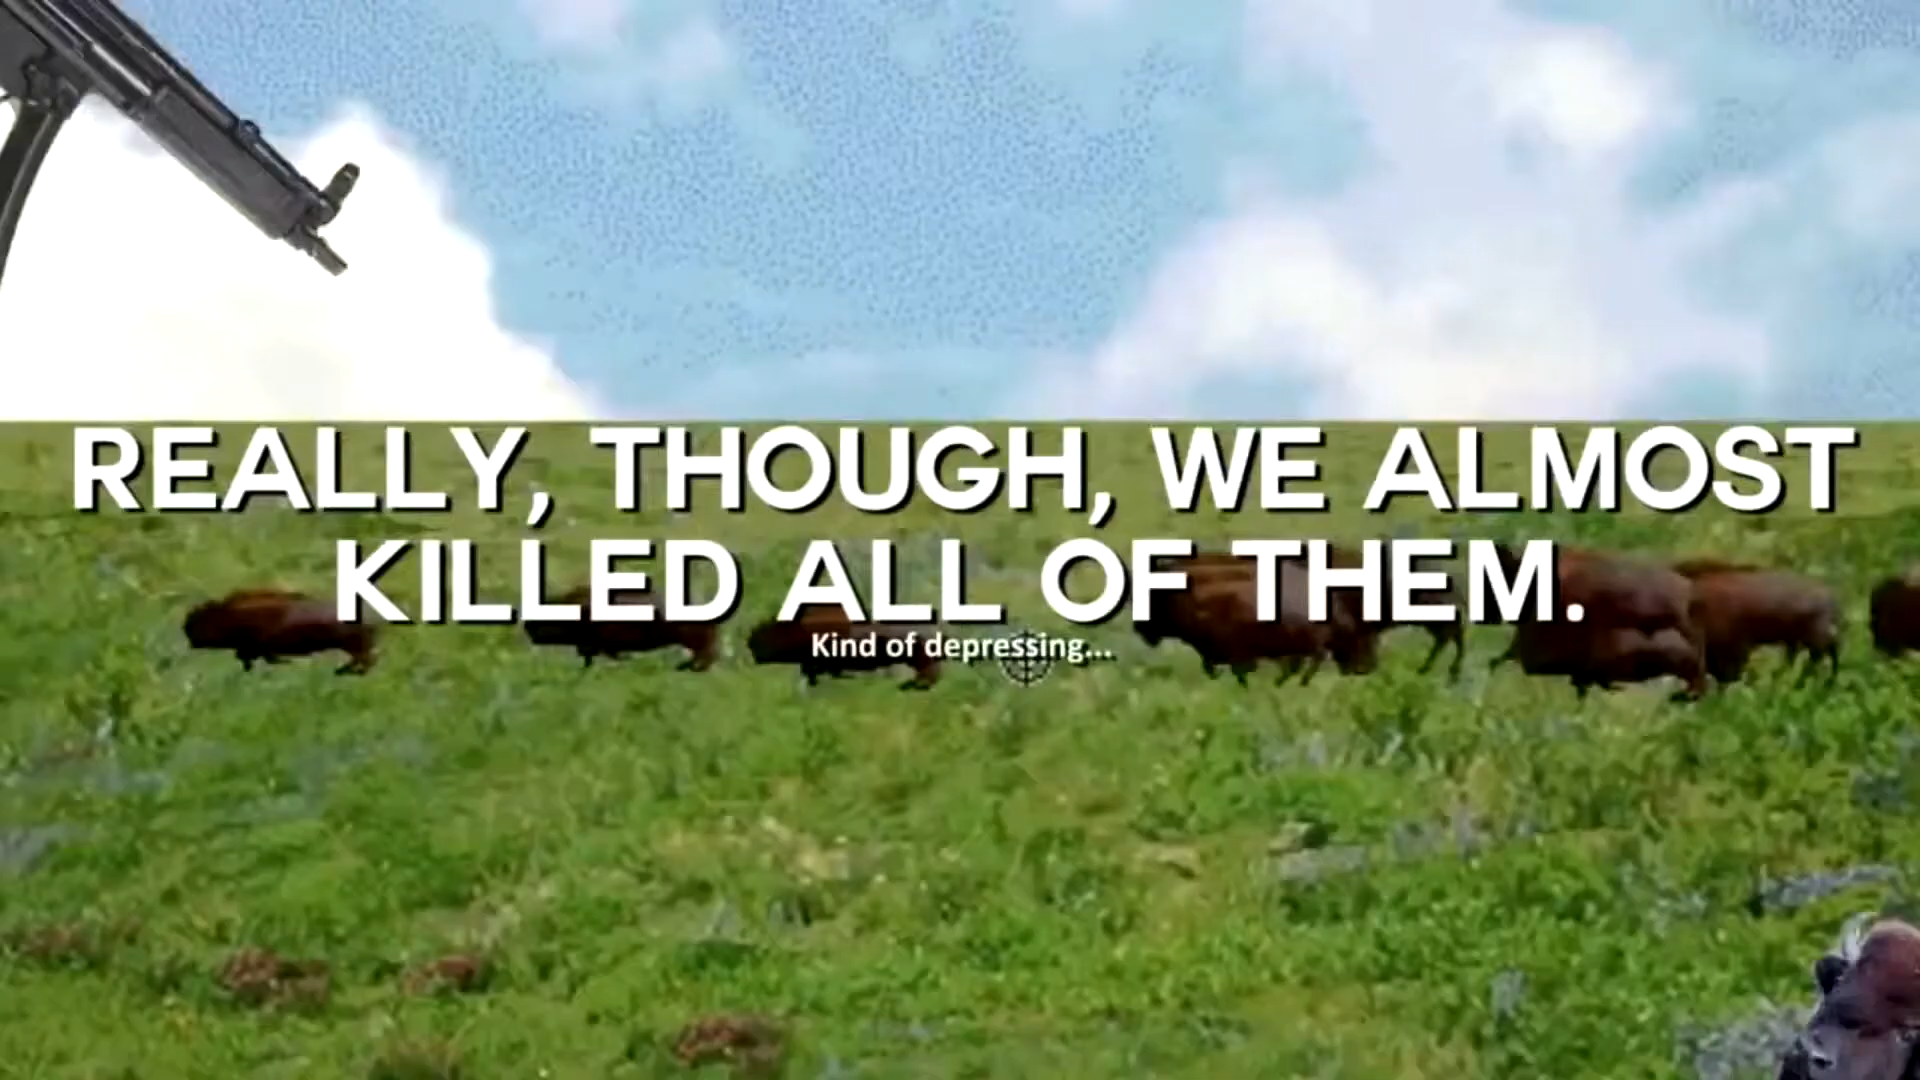 REALLY, THOUGH, WE ALMOST
KILLED ALL OF THEM.
Kind of depressing...